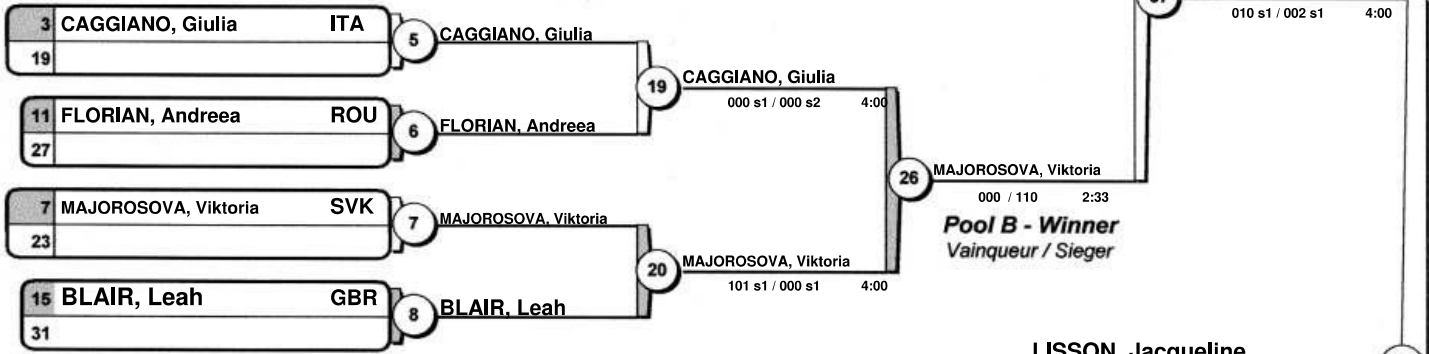 3 CAGGIANO, Giulia ITA
19
5 CAGGIANO, Giulia
11 FLORIAN, Andreea ROU
27
6 FLORIAN, Andreea
19 CAGGIANO, Giulia
000 s1 / 000 s2 4:00
7 MAJOROSOVA, Viktoria SVK
23
7 MAJOROSOVA, Viktoria
15 BLAIR, Leah GBR
31
8 BLAIR, Leah
20 MAJOROSOVA, Viktoria
101 s1 / 000 s1 4:00
26 MAJOROSOVA, Viktoria
000 / 110 2:33
Pool B - Winner
Vainqueur / Sieger
010 s1 / 002 s1 4:00